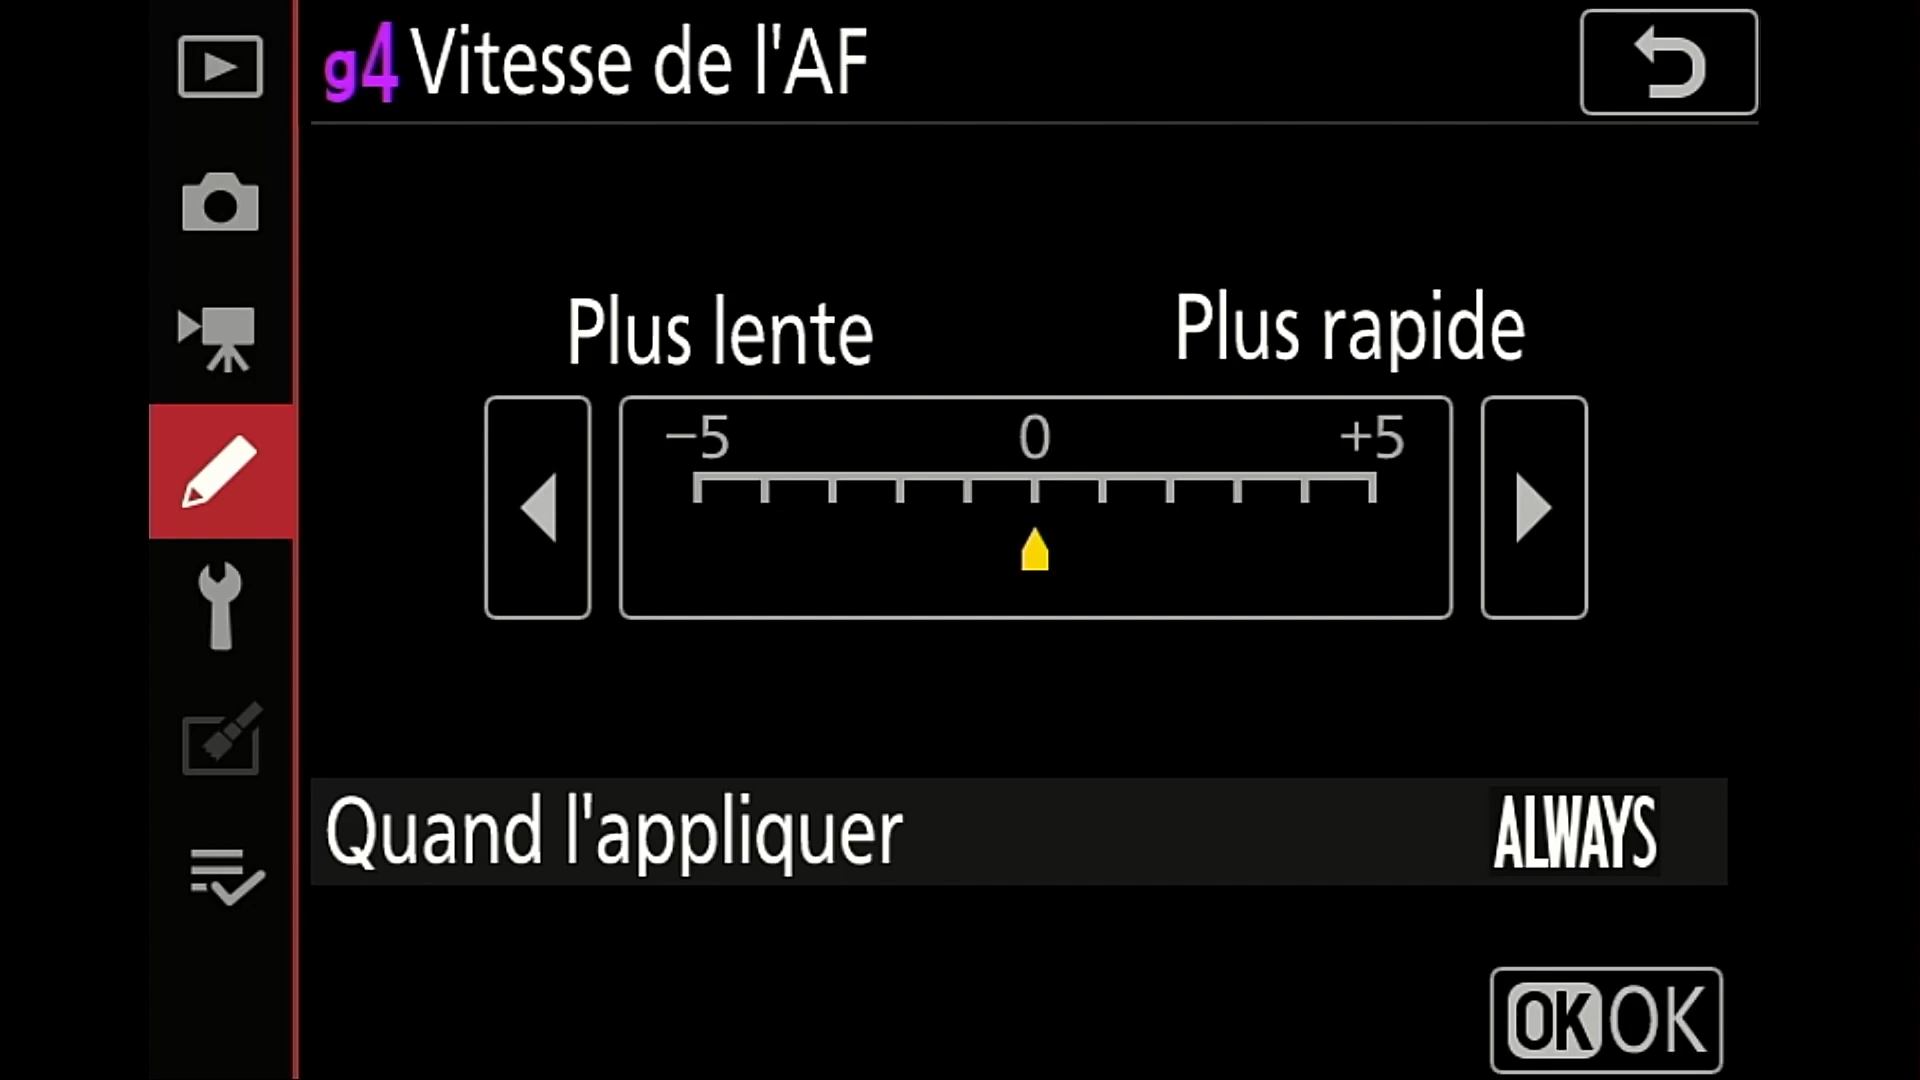 g4 Vitesse de l'AF
Plus lente Plus rapide
−5 0 +5
Quand l'appliquer ALWAYS
OK OK